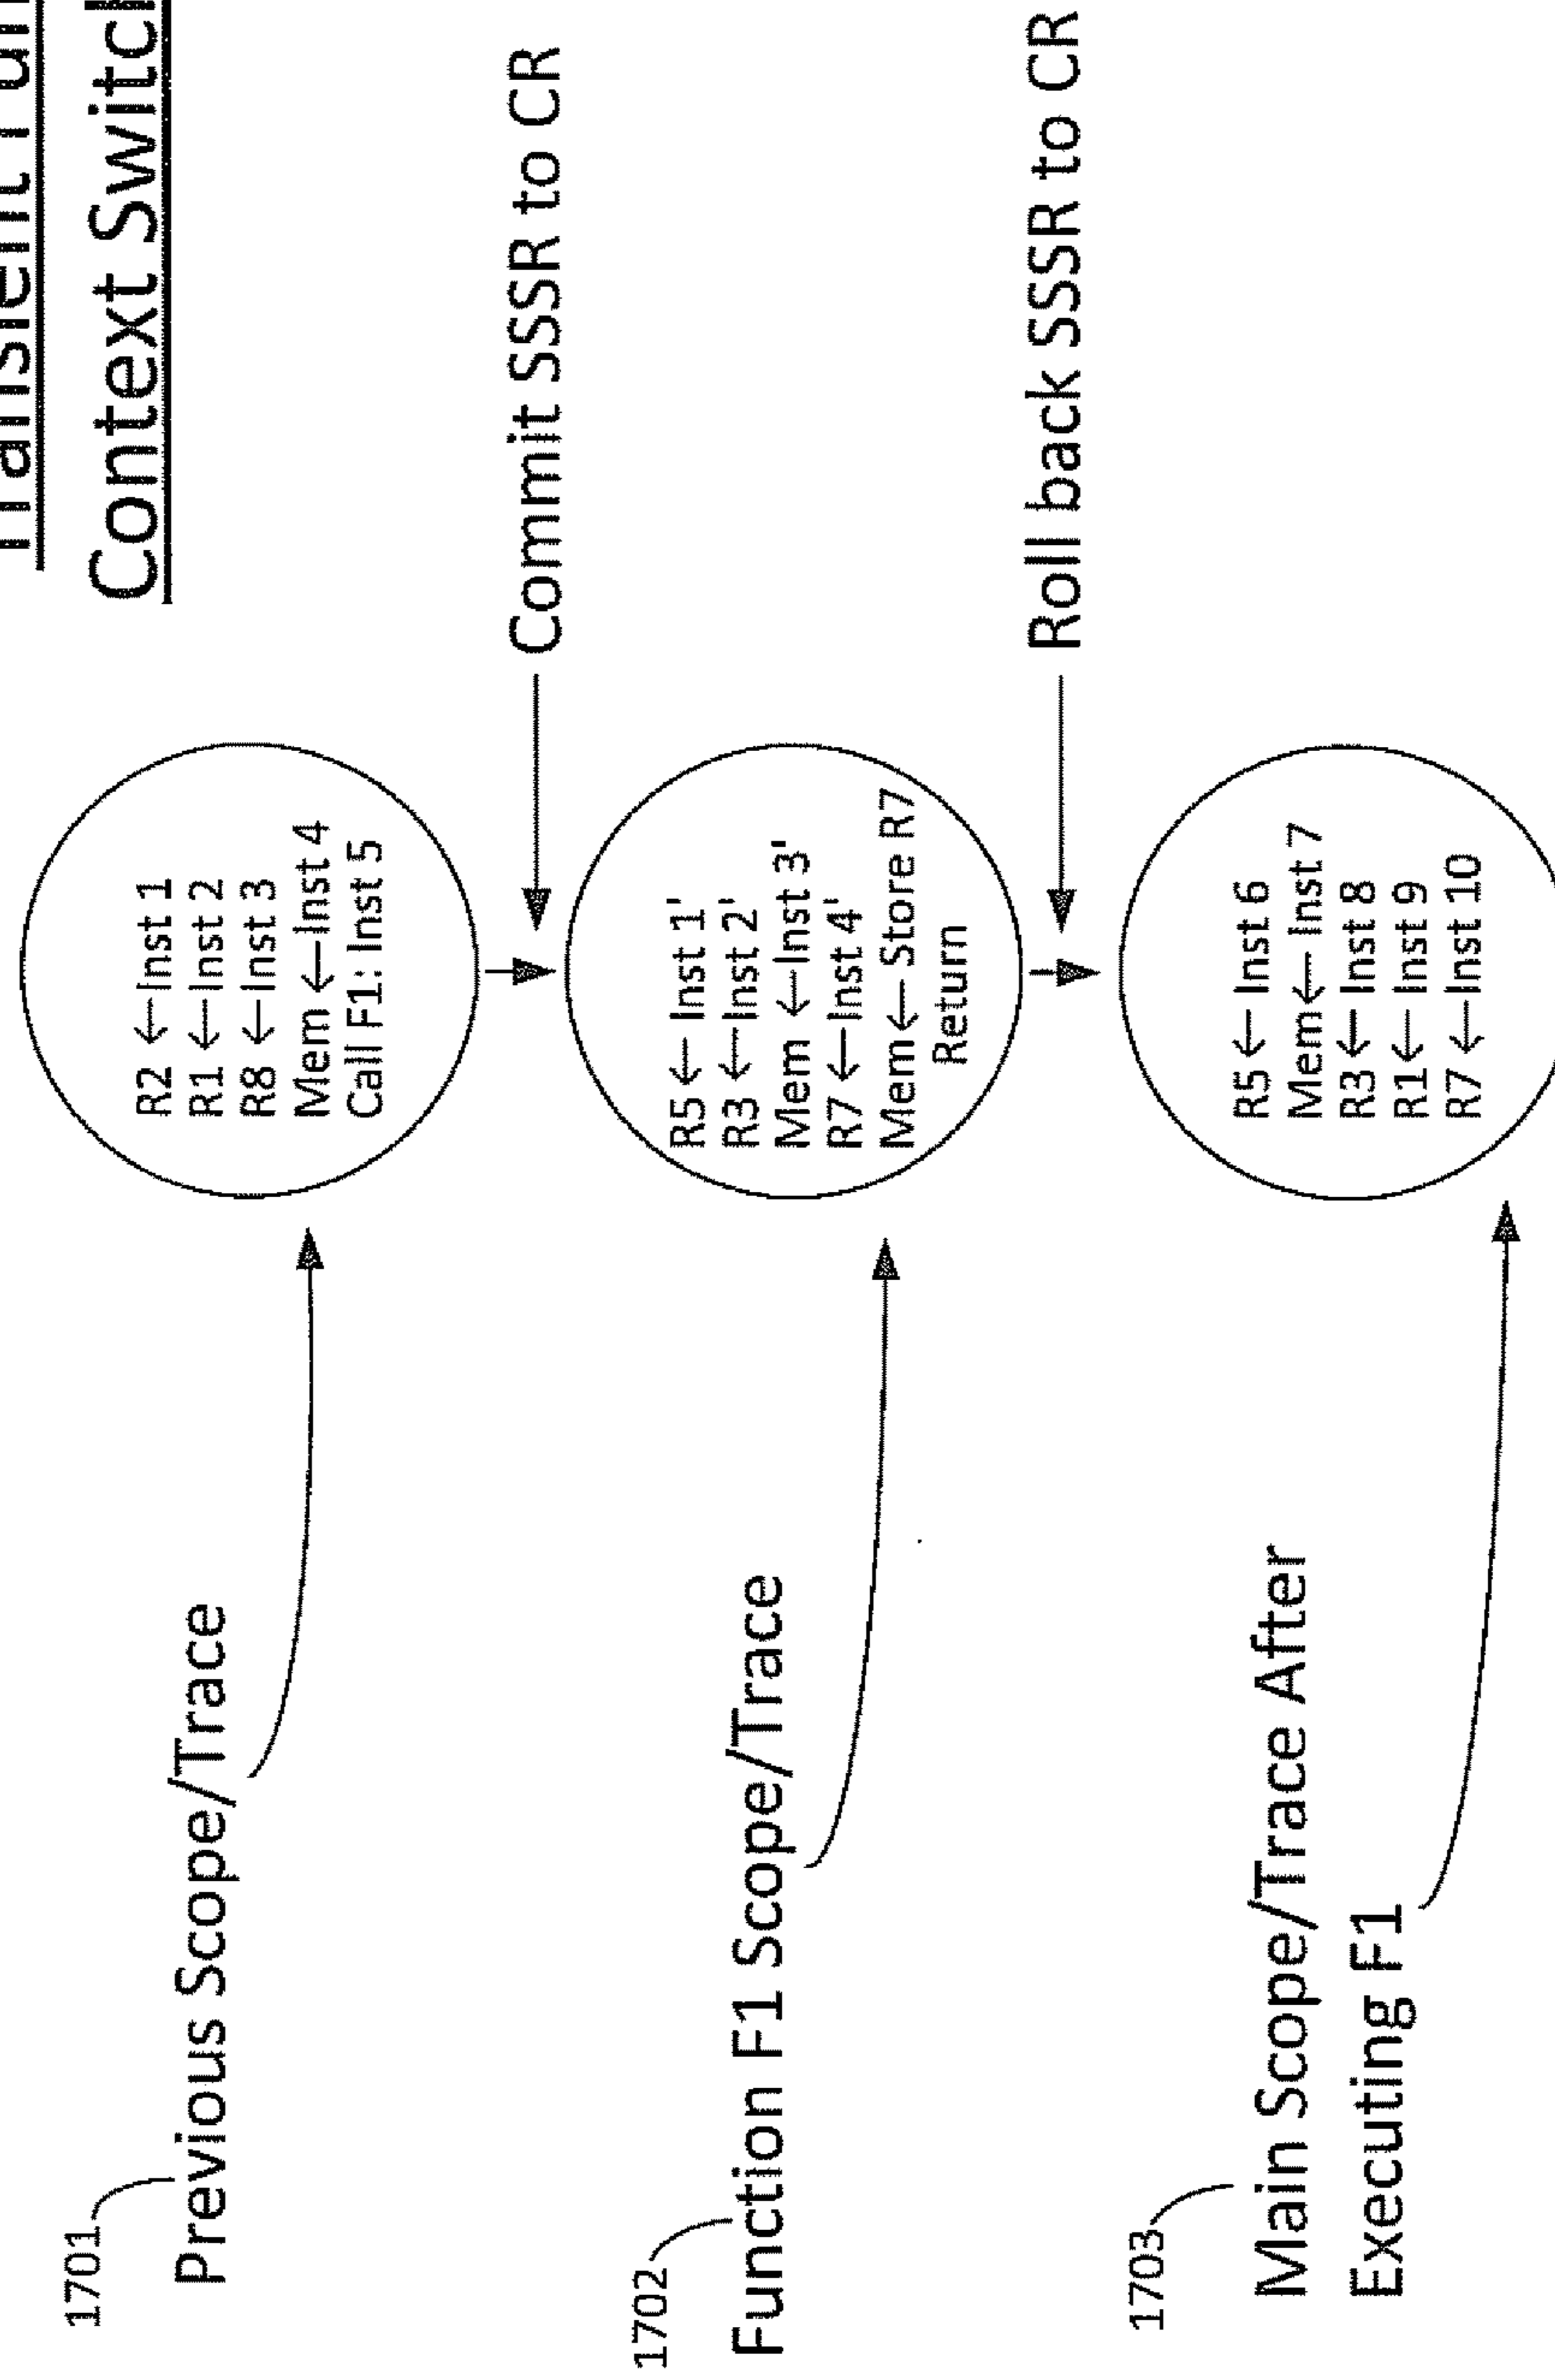 Transient
Context Switc
1701
Previous Scope/Trace
R2 ←Inst 1
R1 ←Inst 2
R8 ←Inst 3
Mem ←Inst 4
Call F1: Inst 5
Commit SSSR to CR
1702
Function F1 Scope/Trace
R5 ← Inst 1'
R3 ←Inst 2'
Mem ←Inst 3'
R7 ←Inst 4'
Mem← Store R7
Return
Roll back SSSR to CR
1703
Main Scope/Trace After
Executing F1
R5 ← Inst 6
Mem← Inst 7
R3 ← Inst 8
R1← Inst 9
R7 ←Inst 10